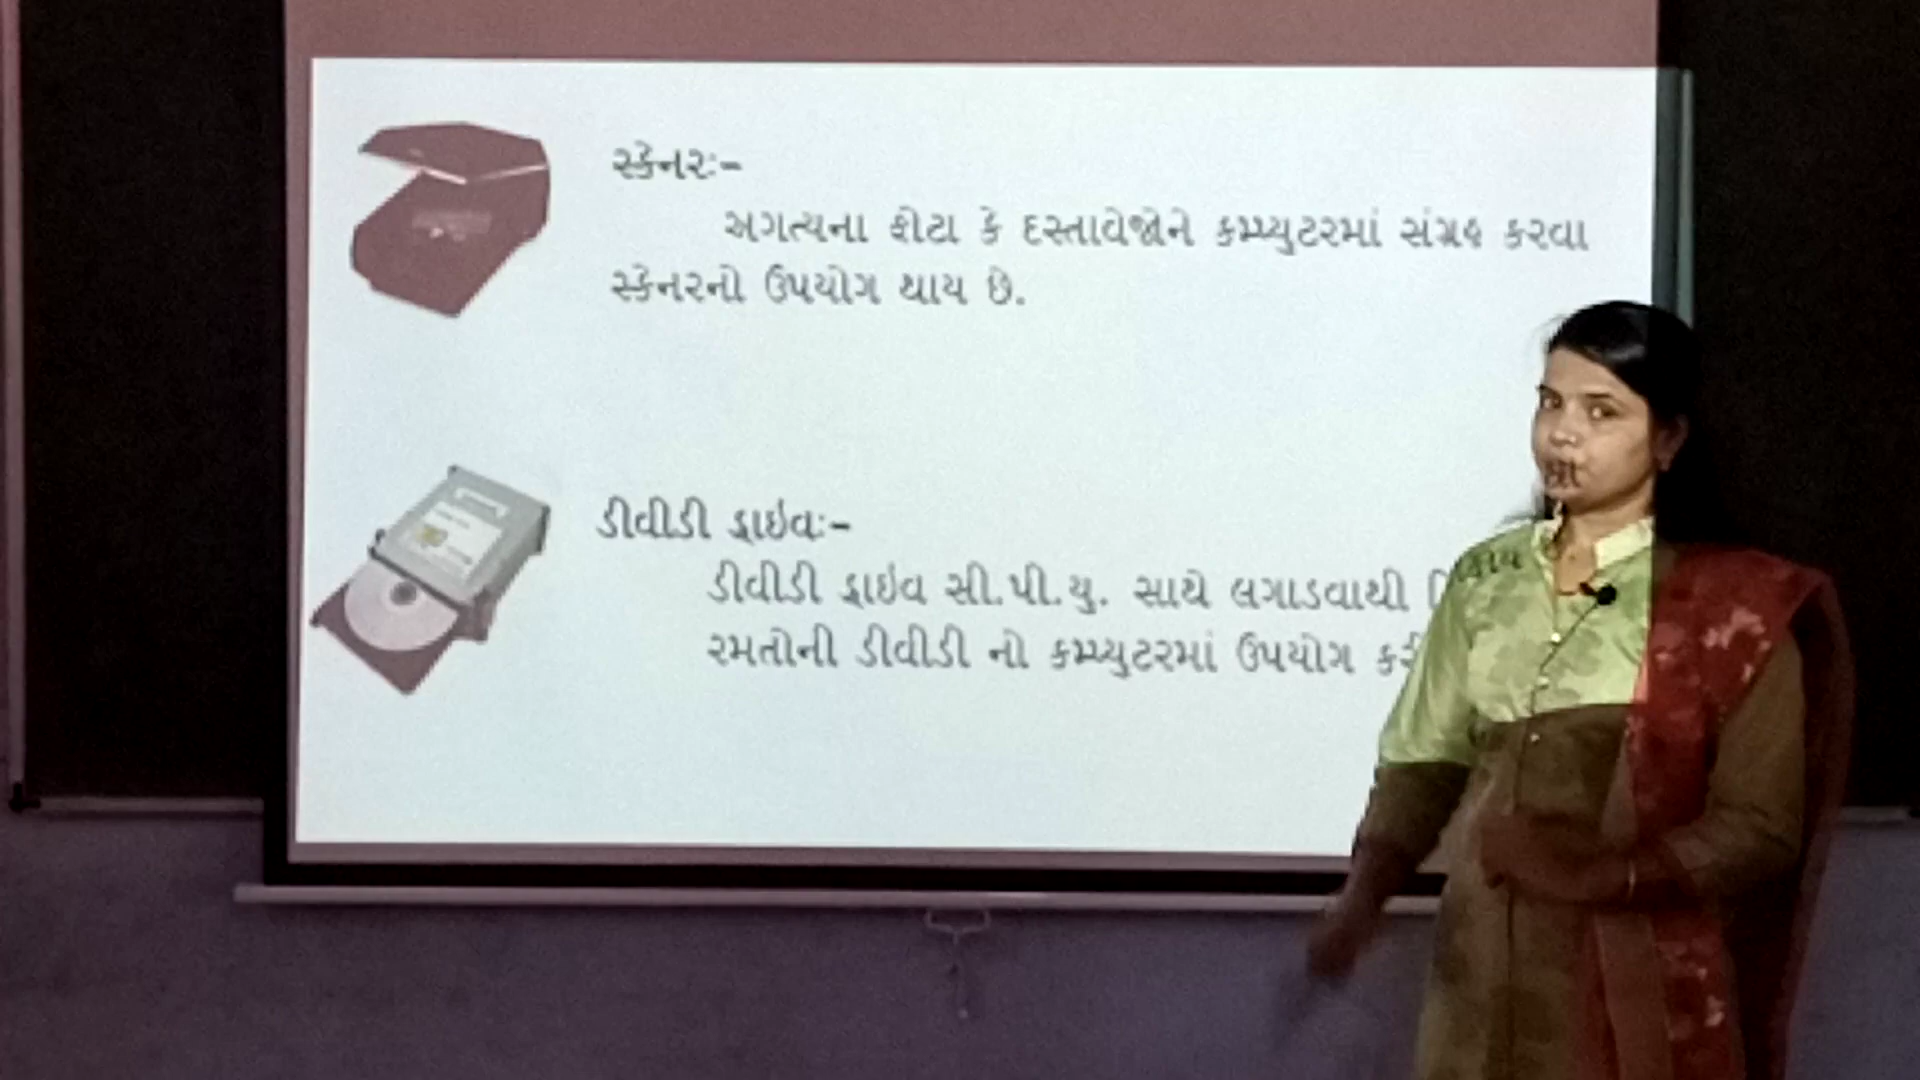 સ્કેનરઃ-
અગત્યના ફોટા કે દસ્તાવેજોને કમ્પ્યુટરમાં સંગ્રહ કરવા
સ્કેનરનો ઉપયોગ થાય છે.
ડીવીડી ડ્રાઇવઃ-
ડીવીડી ડ્રાઇવ સી.પી.યુ. સાથે લગાડવાથી
રમતોની ડીવીડી નો કમ્પ્યુટરમાં ઉપયોગ